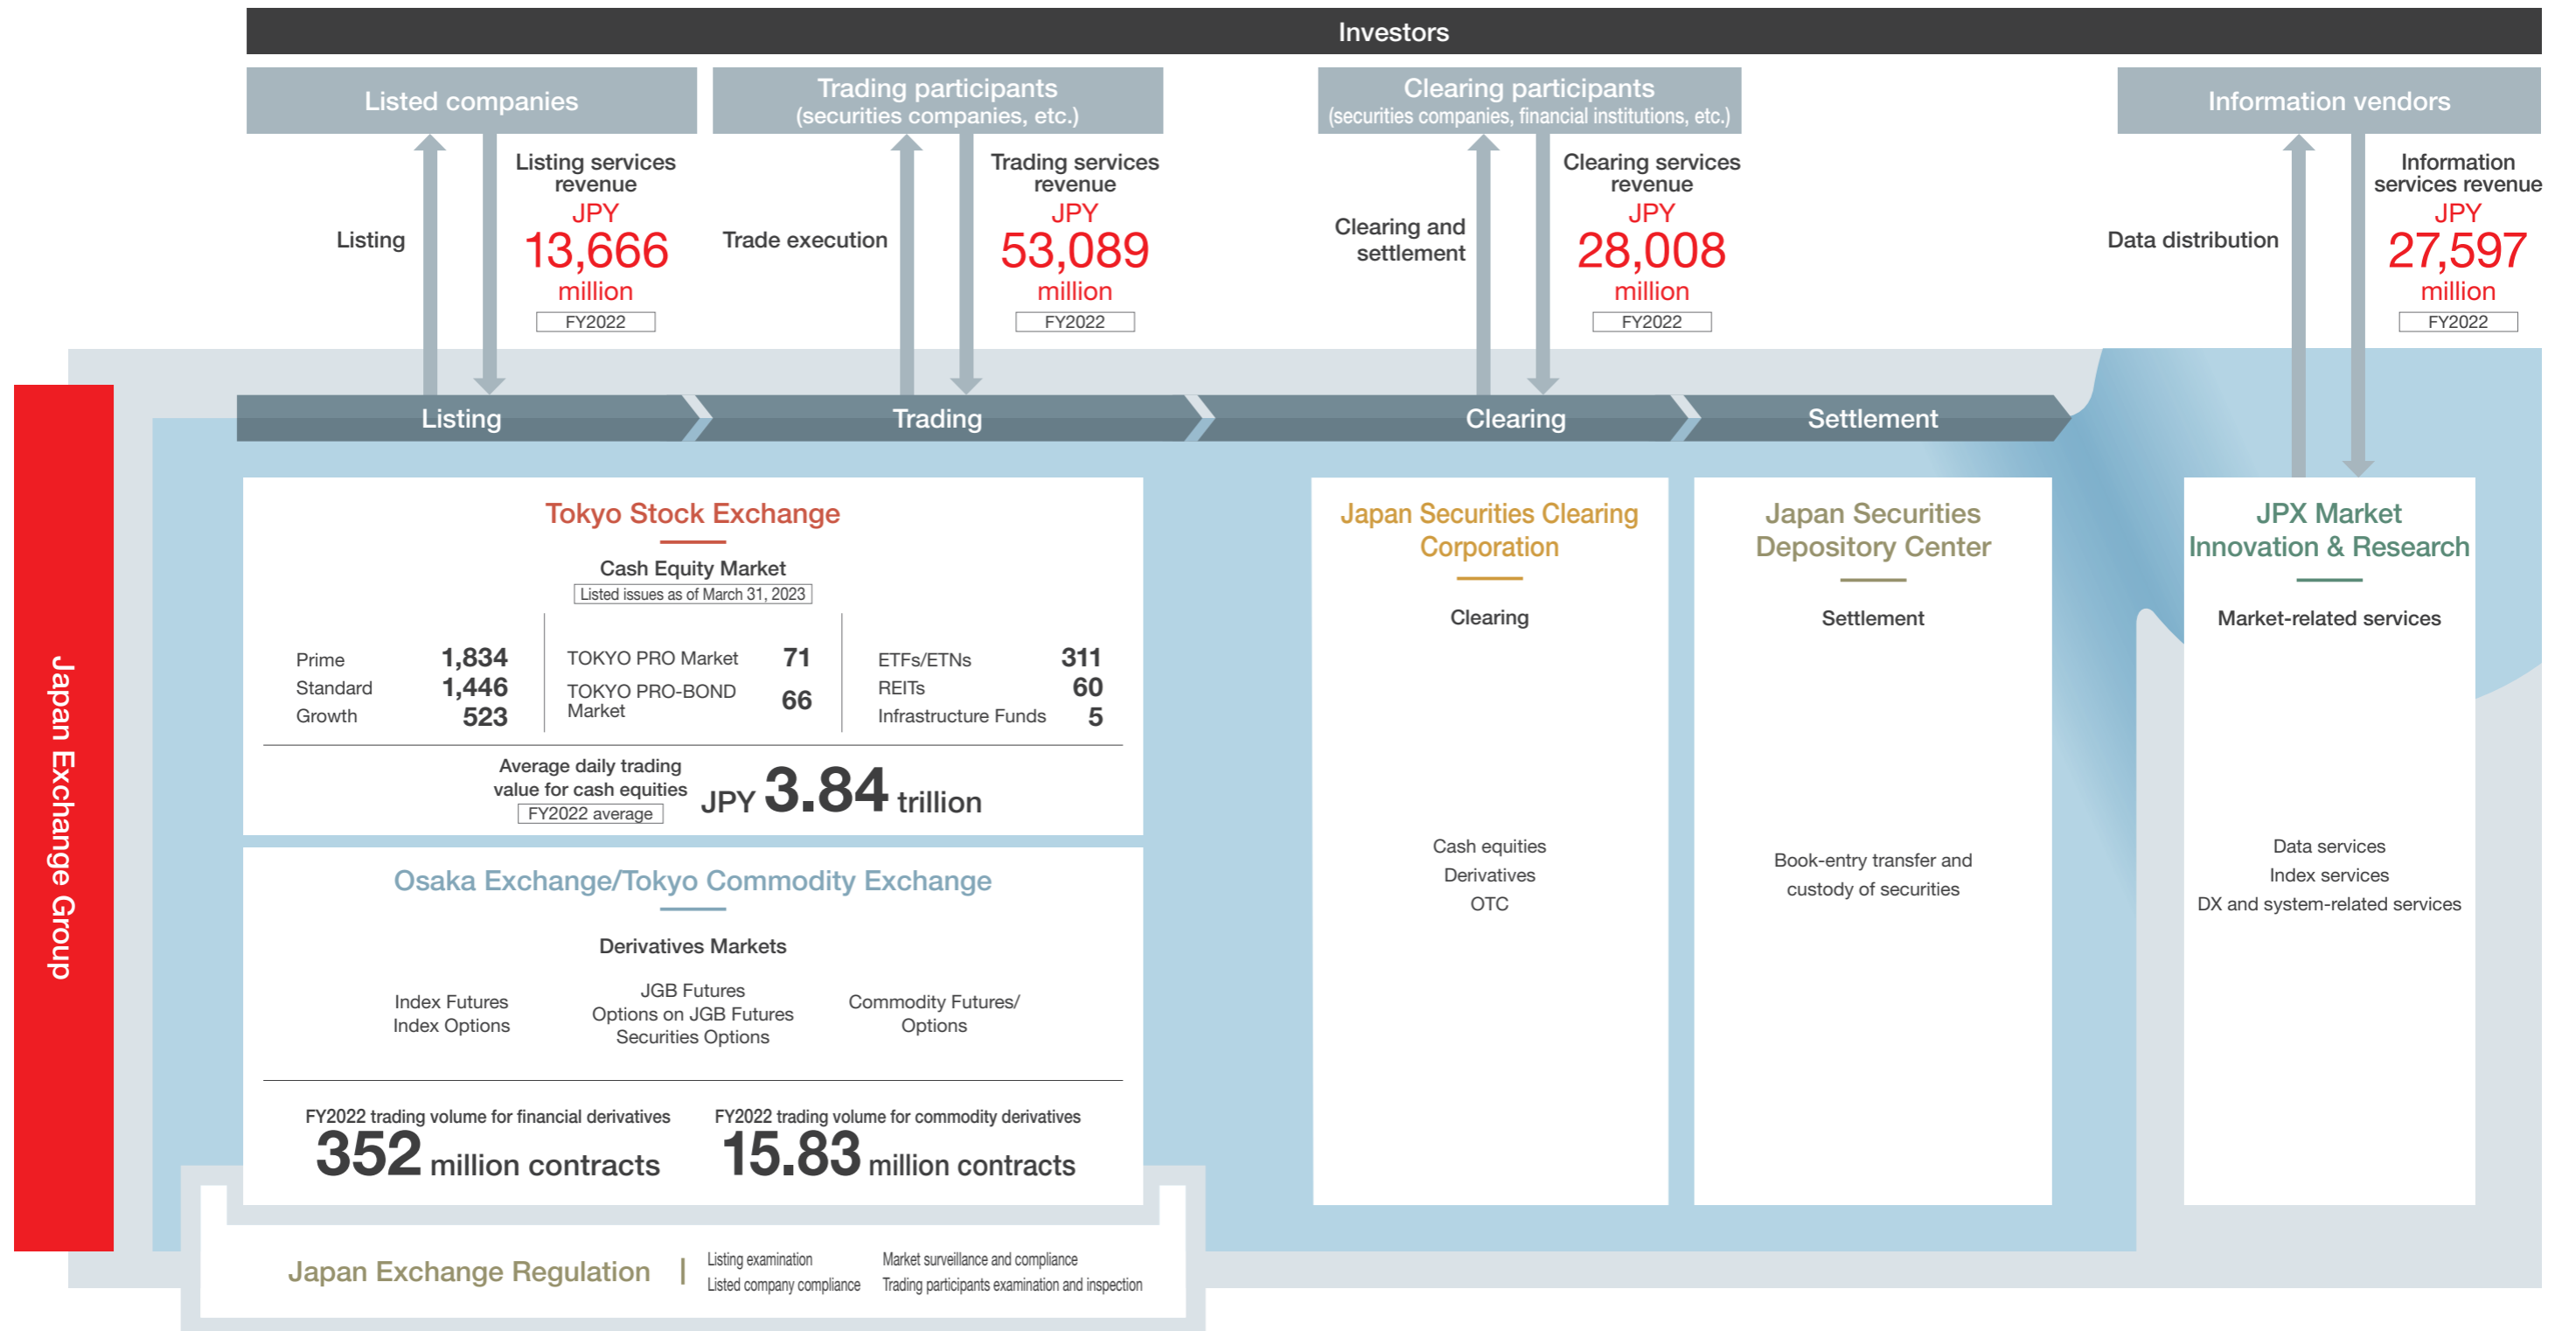 Investors
Listed companies
Trading participants
(securities companies, etc.)
Clearing participants
(securities companies, financial institutions, etc.)
Information vendors
Listing
Listing services
revenue
JPY
13,666
million
FY2022
Trade execution
Trading services
revenue
JPY
53,089
million
FY2022
Clearing and
settlement
Clearing services
revenue
JPY
28,008
million
FY2022
Data distribution
Information
services revenue
JPY
27,597
million
FY2022
Japan Exchange Group
Listing
Trading
Clearing
Settlement
Tokyo Stock Exchange
Cash Equity Market
Listed issues as of March 31, 2023
Prime 1,834
Standard 1,446
Growth 523
TOKYO PRO Market 71
TOKYO PRO-BOND
Market 66
ETFs/ETNs 311
REITs 60
Infrastructure Funds 5
Average daily trading
value for cash equities
FY2022 average
JPY 3.84 trillion
Osaka Exchange/Tokyo Commodity Exchange
Derivatives Markets
Index Futures
Index Options
JGB Futures
Options on JGB Futures
Securities Options
Commodity Futures/
Options
FY2022 trading volume for financial derivatives
352 million contracts
FY2022 trading volume for commodity derivatives
15.83 million contracts
Japan Securities Clearing
Corporation
Clearing
Cash equities
Derivatives
OTC
Japan Securities
Depository Center
Settlement
Book-entry transfer and
custody of securities
JPX Market
Innovation & Research
Market-related services
Data services
Index services
DX and system-related services
Japan Exchange Regulation
Listing examination
Listed company compliance
Market surveillance and compliance
Trading participants examination and inspection